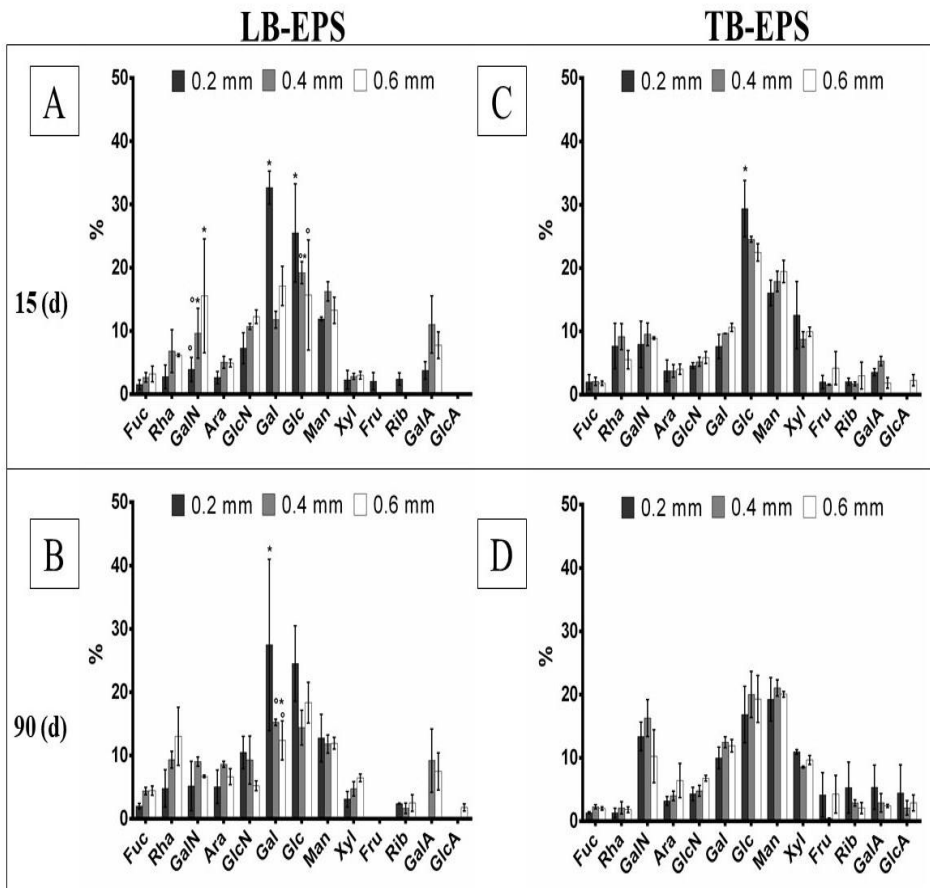 LB-EPS
TB-EPS
15 (d)
A
50
40
30
20
10
0
%
0.2 mm 0.4 mm 0.6 mm
° °* * * * °* °
Fuc Rha GalN Ara GlcN Gal Glc Man Xyl Fru Rib GalA GlcA
C
50
40
30
20
10
0
%
0.2 mm 0.4 mm 0.6 mm
*
Fuc Rha GalN Ara GlcN Gal Glc Man Xyl Fru Rib GalA GlcA
90 (d)
B
50
40
30
20
10
0
%
0.2 mm 0.4 mm 0.6 mm
* °* °
Fuc Rha GalN Ara GlcN Gal Glc Man Xyl Fru Rib GalA GlcA
D
50
40
30
20
10
0
%
0.2 mm 0.4 mm 0.6 mm
Fuc Rha GalN Ara GlcN Gal Glc Man Xyl Fru Rib GalA GlcA